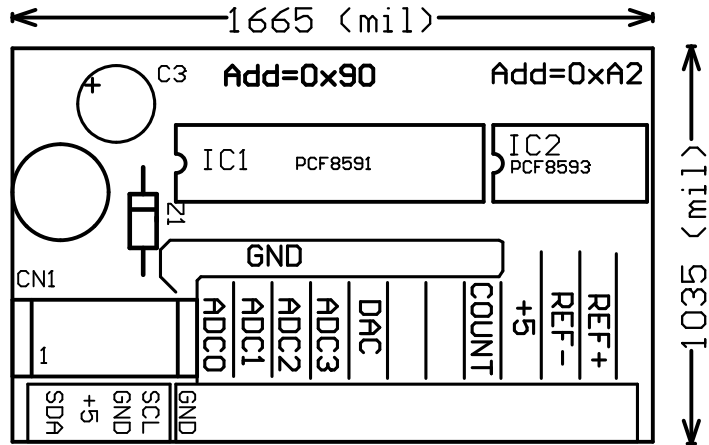 1665 (mil)
C3
Add=0x90
Add=0xA2
IC1
PCF8591
IC2
PCF8593
Z1
GND
CN1
1
ADC0
ADC1
ADC2
ADC3
DAC
COUNT
+5
REF-
REF+
1035 (mil)
SDA
+5
GND
SCL
GND